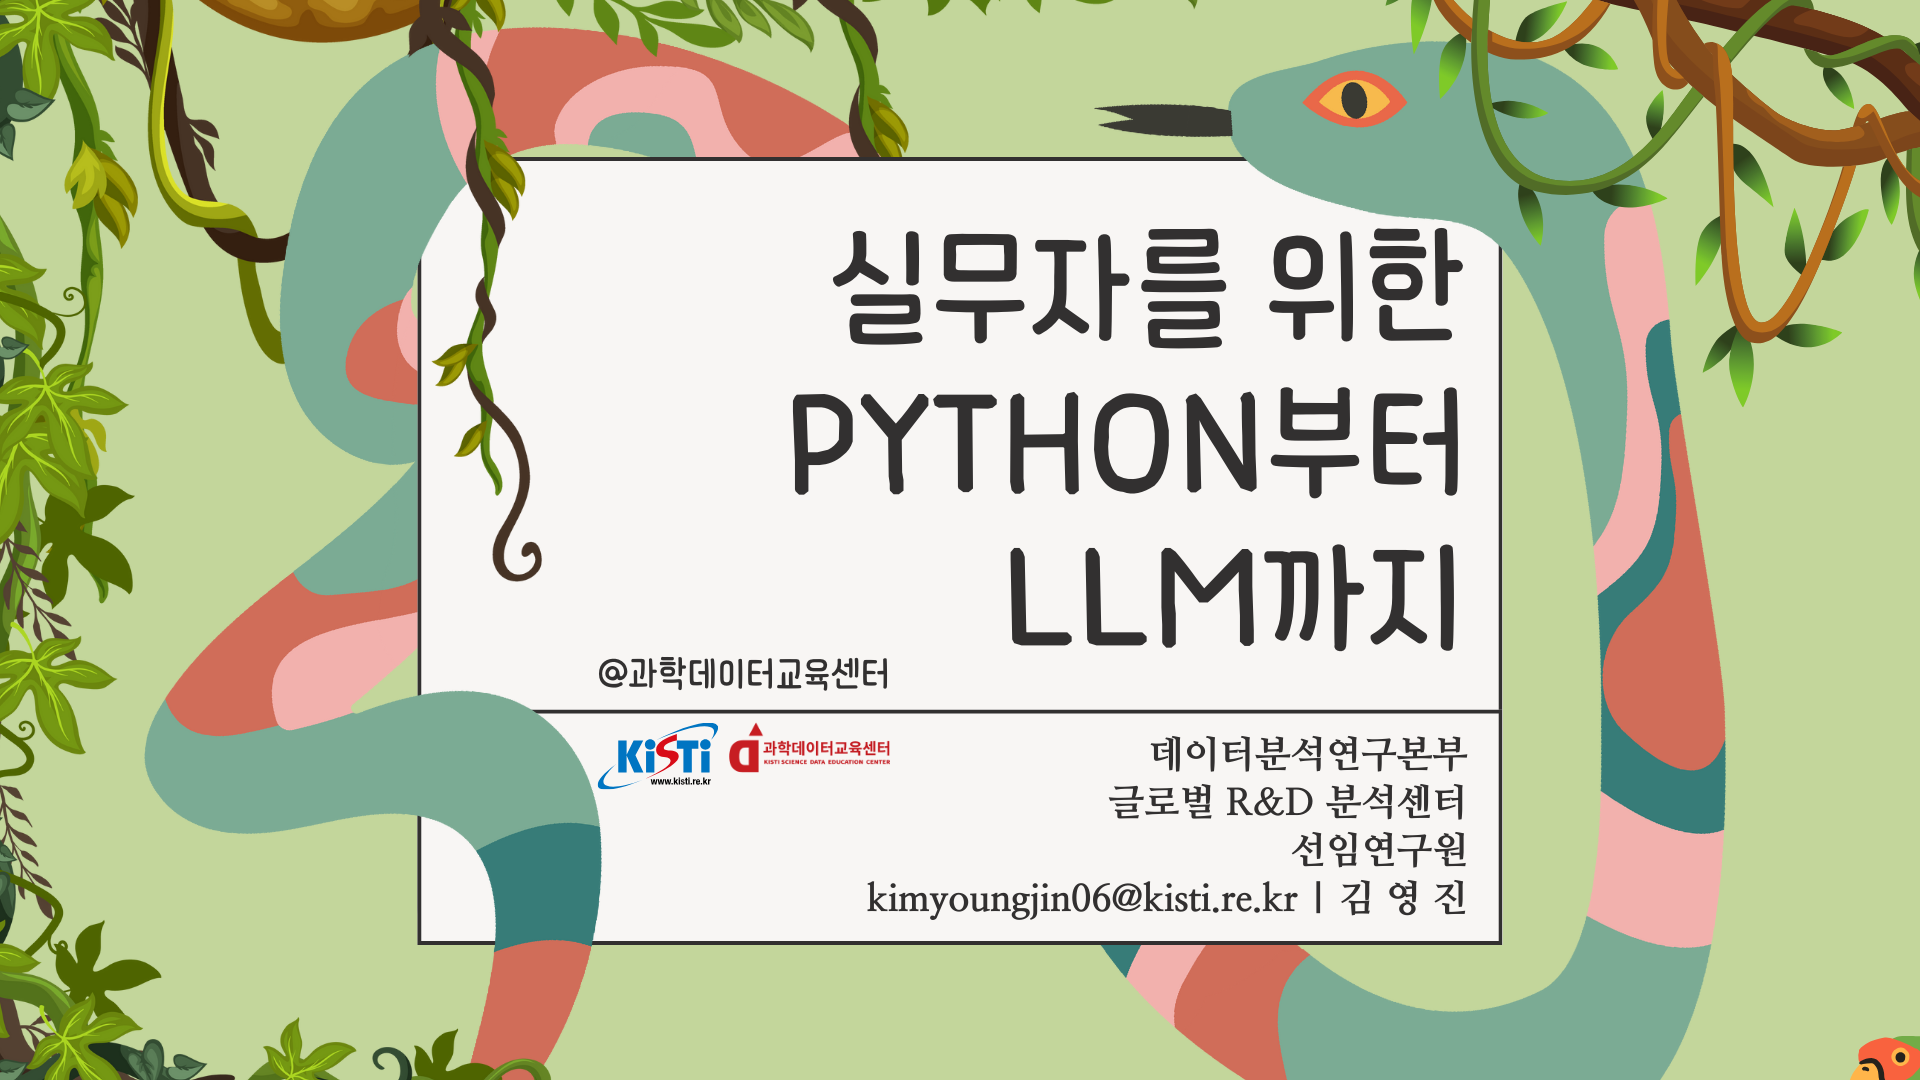 실무자를 위한
PYTHON부터
LLM까지
@과학데이터교육센터
KiSTi
www.kisti.re.kr
과학데이터교육센터
KISTI SCIENCE DATA EDUCATION CENTER
데이터분석연구본부
글로벌 R&D 분석센터
선임연구원
kimyoungjin06@kisti.re.kr | 김 영 진